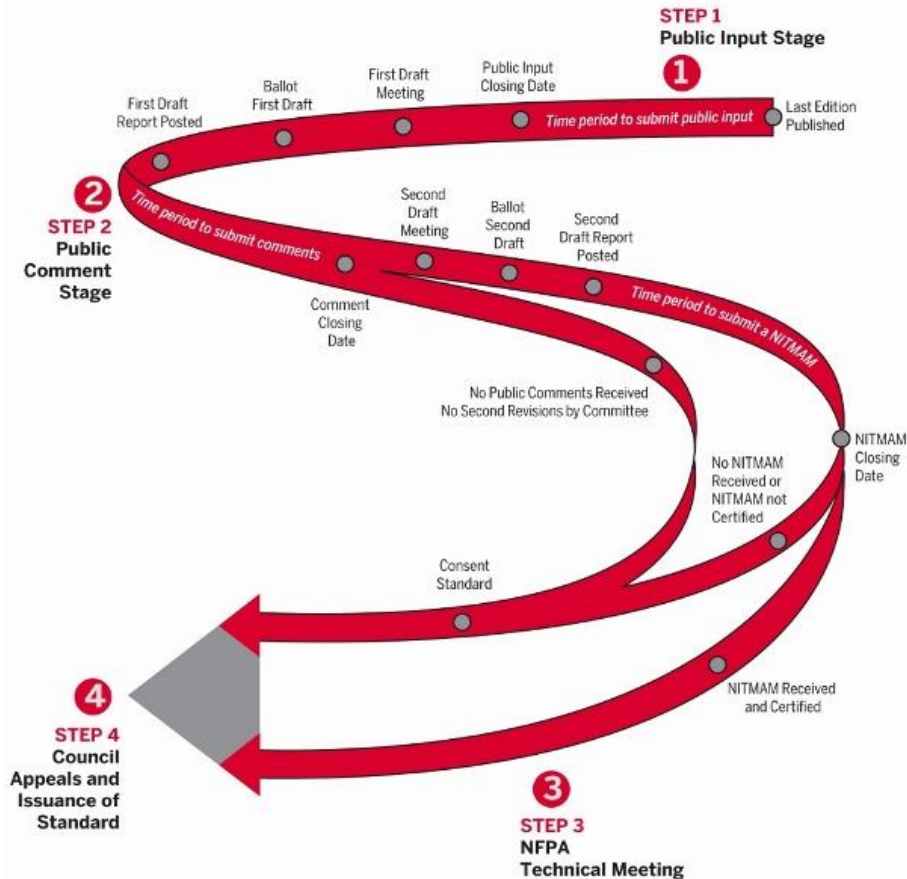 STEP 1
Public Input Stage
1
Last Edition
Published
Time period to submit public input
Public Input
Closing Date
First Draft
Meeting
Ballot
First Draft
First Draft
Report Posted
2
STEP 2
Public
Comment
Stage
Time period to submit comments
Comment
Closing
Date
Second
Draft
Meeting
Ballot
Second
Draft
Second
Draft Report
Posted
Time period to submit a NITMAM
No Public Comments Received
No Second Revisions by Committee
NITMAM
Closing
Date
No NITMAM
Received or
NITMAM not
Certified
Consent
Standard
NITMAM Received
and Certified
3
STEP 3
NFPA
Technical Meeting
4
STEP 4
Council
Appeals and
Issuance of
Standard